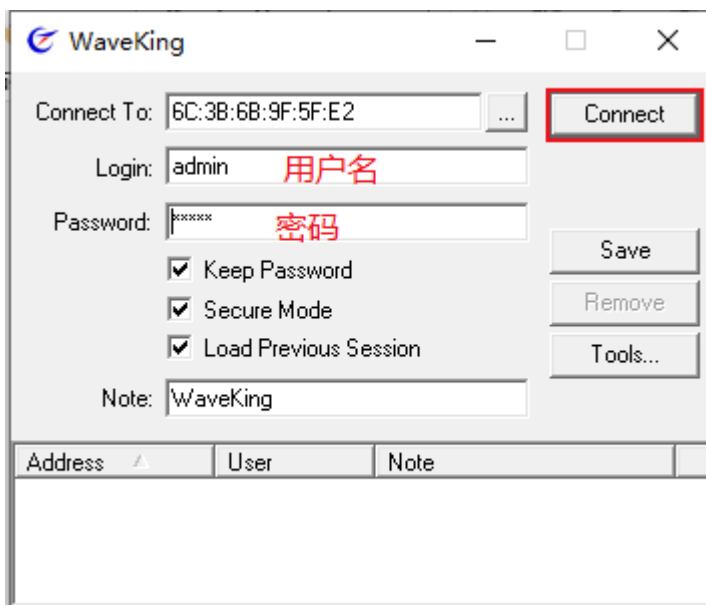 WaveKing
Connect To: 6C:3B:6B:9F:5F:E2 ... Connect
Login: admin 用户名
Password: ***** 密码
Keep Password Save
Secure Mode Remove
Load Previous Session Tools...
Note: WaveKing
Address User Note